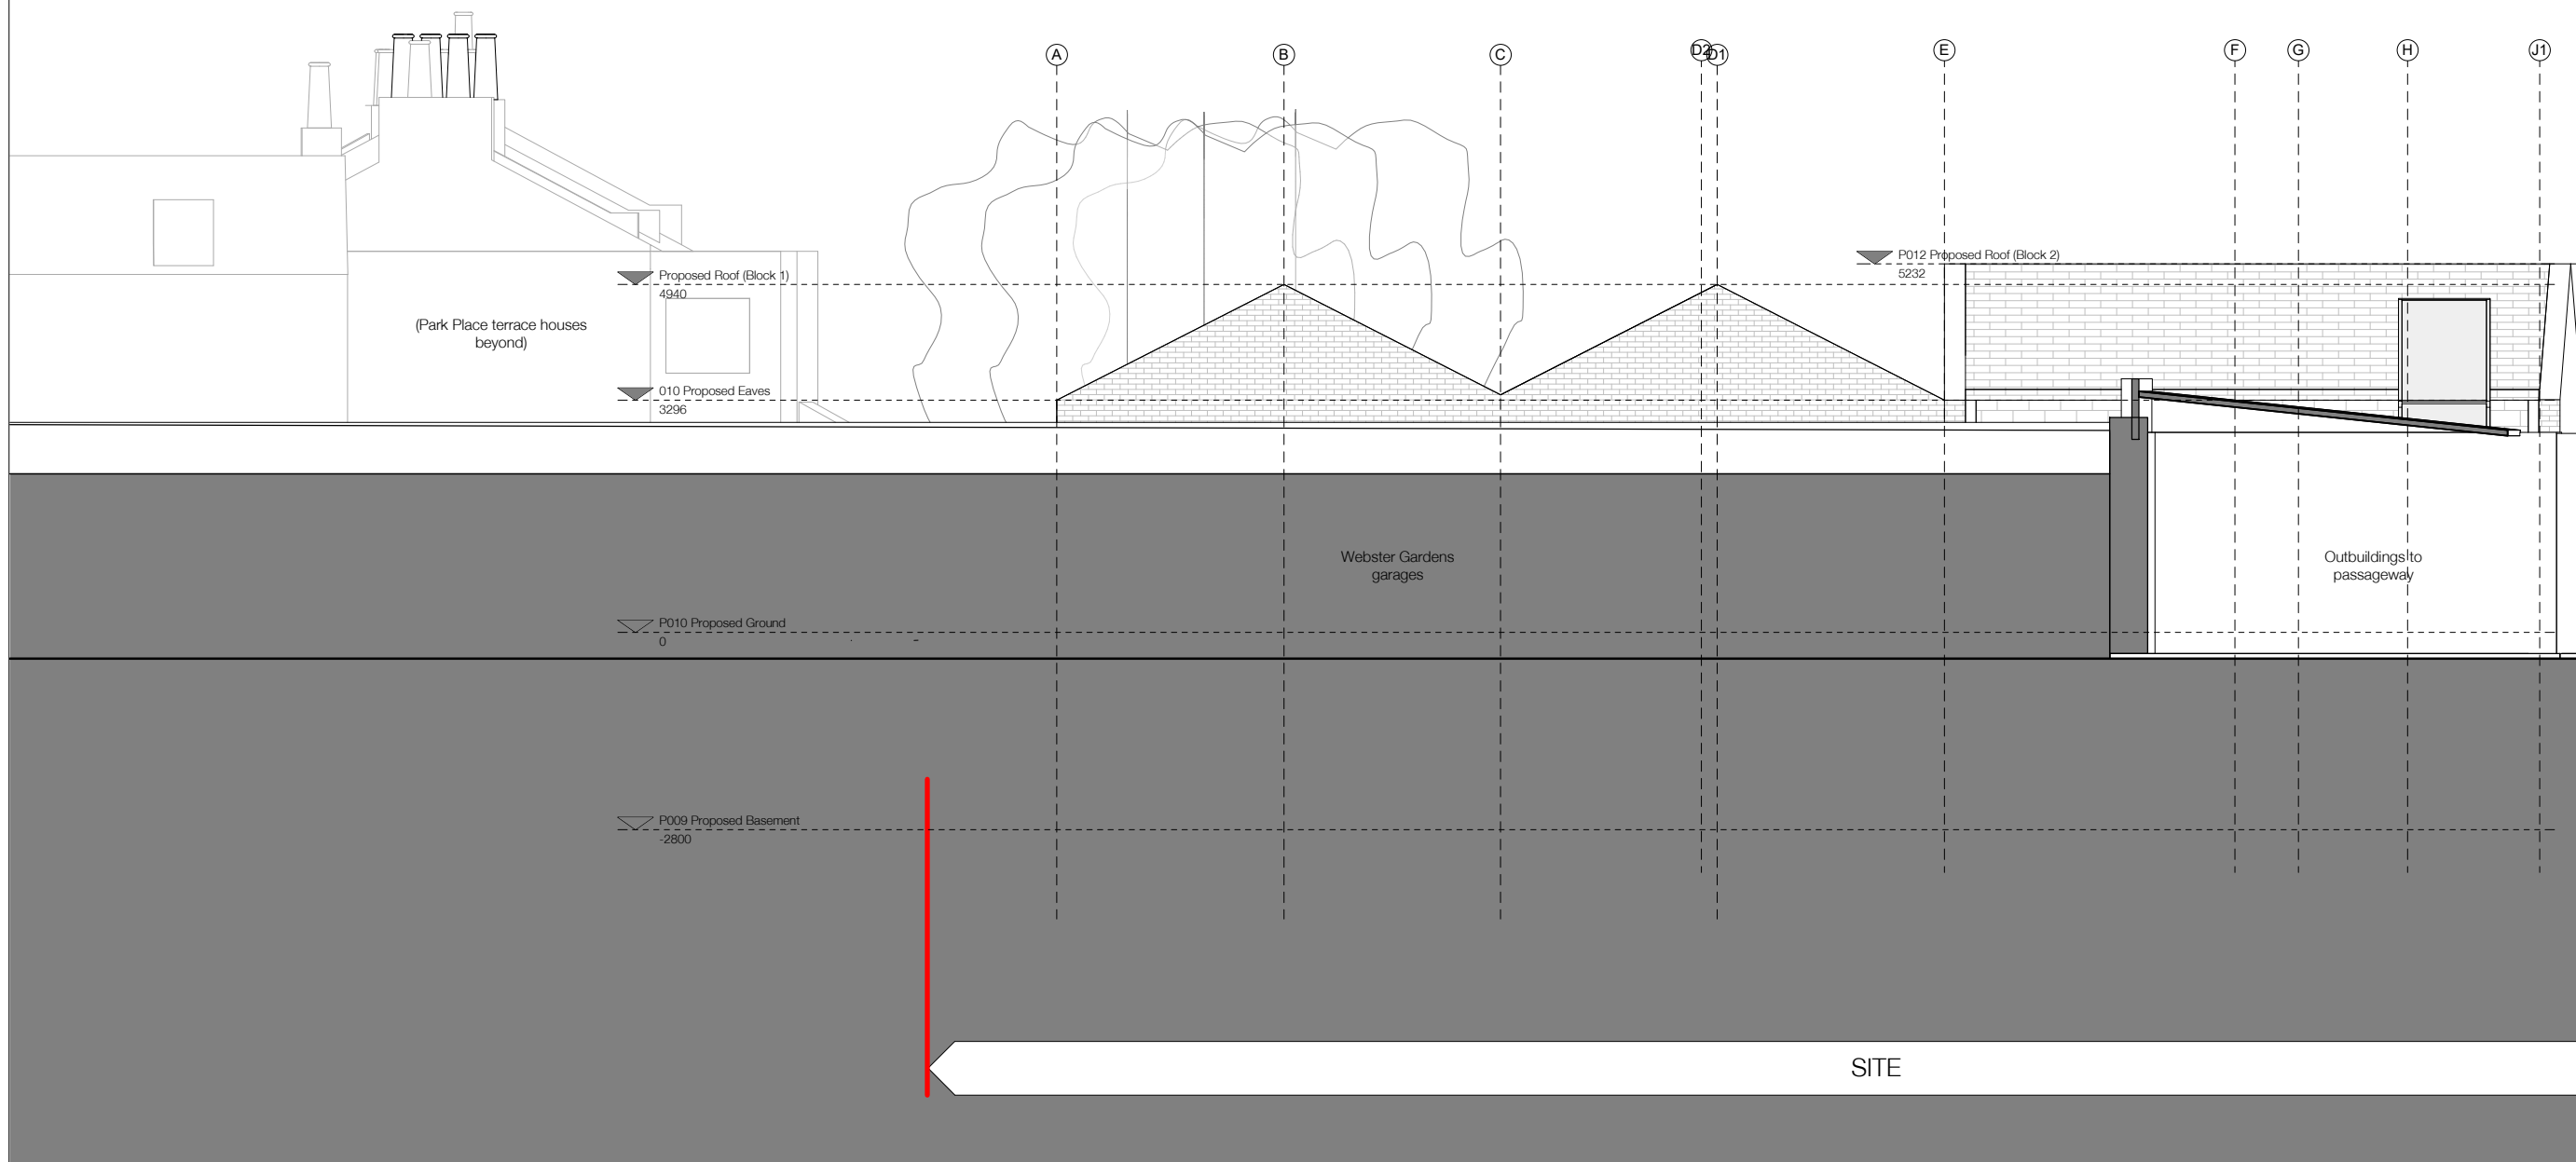 A
B
C
D2
D1
E
F
G
H
J1
P012 Proposed Roof (Block 2)
5232
Proposed Roof (Block 1)
4940
(Park Place terrace houses
beyond)
010 Proposed Eaves
3296
Webster Gardens
garages
Outbuildings to
passageway
P010 Proposed Ground
0
P009 Proposed Basement
-2800
SITE